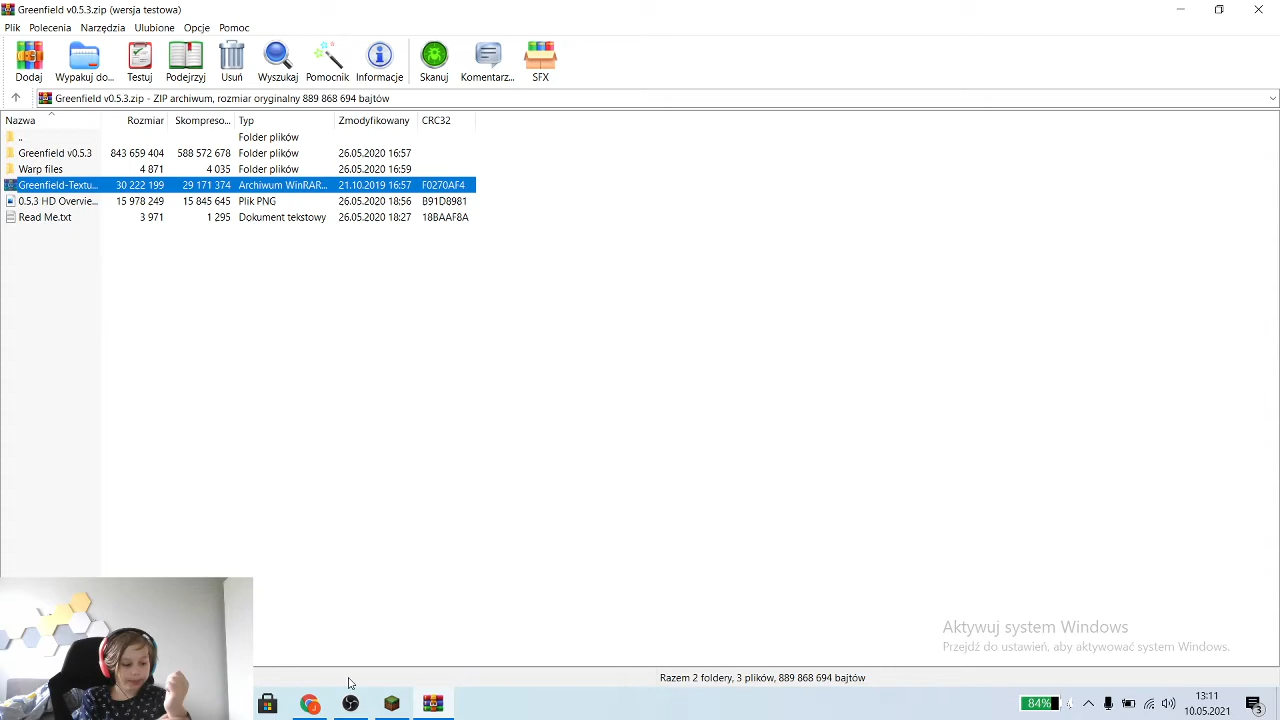 Greenfield v0.5.3.zip (wersja testowa)
Plik Polecenia Narzędzia Ulubione Opcje Pomoc
Dodaj Wypakuj do... Testuj Podejrzyj Usuń Wyszukaj Pomocnik Informacje Skanuj Komentarz... SFX
Greenfield v0.5.3.zip - ZIP archiwum, rozmiar oryginalny 889 868 694 bajtów
Nazwa Rozmiar Skompreso... Typ Zmodyfikowany CRC32
.. Folder plików
Greenfield v0.5.3 843 659 404 588 572 678 Folder plików 26.05.2020 16:57
Warp files 4 871 4 035 Folder plików 26.05.2020 16:59
Greenfield-Textu... 30 222 199 29 171 374 Archiwum WinRAR... 21.10.2019 16:57 F0270AF4
0.5.3 HD Overvie... 15 978 249 15 845 645 Plik PNG 26.05.2020 18:56 B91D8981
Read Me.txt 3 971 1 295 Dokument tekstowy 26.05.2020 18:27 18BAAF8A
Aktywuj system Windows
Przejdź do ustawień, aby aktywować system Windows.
Razem 2 foldery, 3 plików, 889 868 694 bajtów
84% 13:11
10.05.2021 3